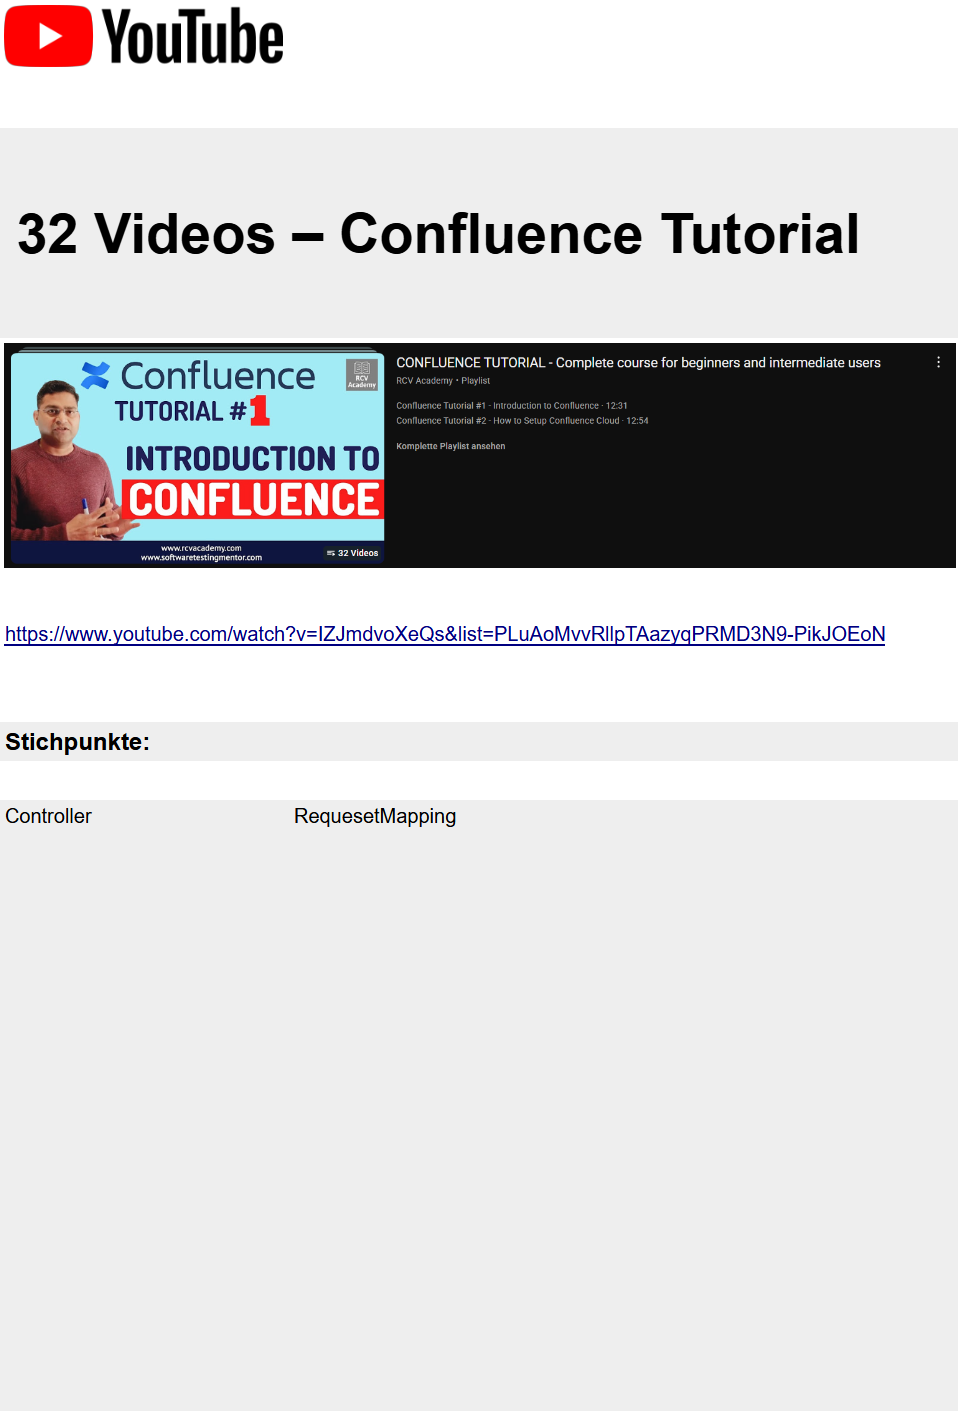 YouTube
32 Videos – Confluence Tutorial
Confluence
RCV
Academy
TUTORIAL #1
INTRODUCTION TO
CONFLUENCE
www.rcvacademy.com
www.softwaretestingmentor.com
32 Videos
CONFLUENCE TUTORIAL - Complete course for beginners and intermediate users
RCV Academy • Playlist
Confluence Tutorial #1 - Introduction to Confluence · 12:31
Confluence Tutorial #2 - How to Setup Confluence Cloud · 12:54
Komplette Playlist ansehen
https://www.youtube.com/watch?v=IZJmdvoXeQs&list=PLuAoMvvRllpTAazyqPRMD3N9-PikJOEoN
Stichpunkte:
Controller RequesetMapping